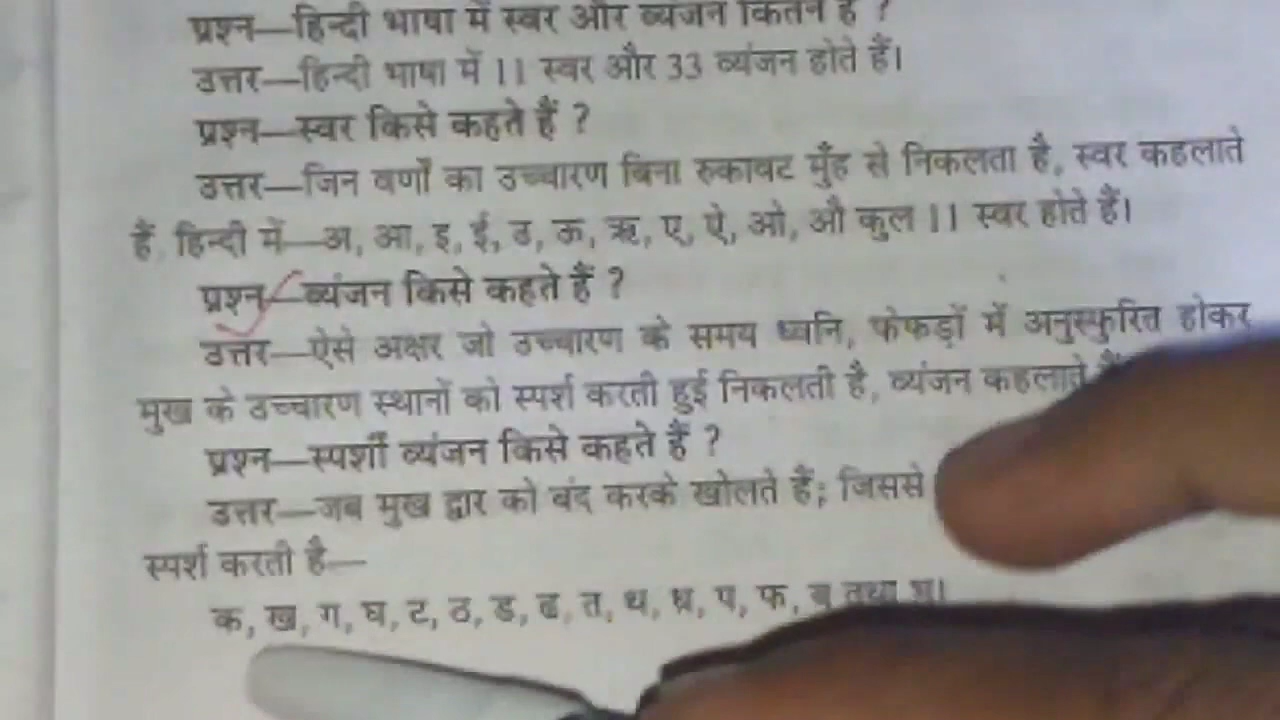 प्रश्न—हिन्दी भाषा में स्वर और व्यंजन कितने हैं ?
उत्तर—हिन्दी भाषा में 11 स्वर और 33 व्यंजन होते हैं।
प्रश्न—स्वर किसे कहते हैं ?
उत्तर—जिन वर्णों का उच्चारण बिना रुकावट मुँह से निकलता है, स्वर कहलाते
हैं, हिन्दी में—अ, आ, इ, ई, उ, ऊ, ऋ, ए, ऐ, ओ, औ कुल 11 स्वर होते हैं।
प्रश्न—व्यंजन किसे कहते हैं ?
उत्तर—ऐसे अक्षर जो उच्चारण के समय ध्वनि, फेफड़ों में अनुस्फुरित होकर
मुख के उच्चारण स्थानों को स्पर्श करती हुई निकलती है, व्यंजन कहलाते हैं
प्रश्न—स्पर्शी व्यंजन किसे कहते हैं ?
उत्तर—जब मुख द्वार को बंद करके खोलते हैं; जिससे
स्पर्श करती है—
क, ख, ग, घ, ट, ठ, ड, ढ, त, थ, ध, प, फ, ब तथा भ।